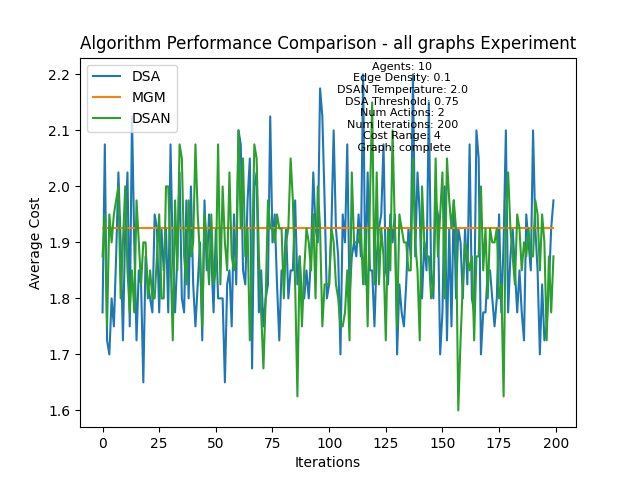 Algorithm Performance Comparison - all graphs Experiment
DSA
MGM
DSAN
Agents: 10
Edge Density: 0.1
DSAN Temperature: 2.0
DSA Threshold: 0.75
Num Actions: 2
Num Iterations: 200
Cost Range: 4
Graph: complete
Average Cost
2.2
2.1
2.0
1.9
1.8
1.7
1.6
0
25
50
75
100
125
150
175
200
Iterations